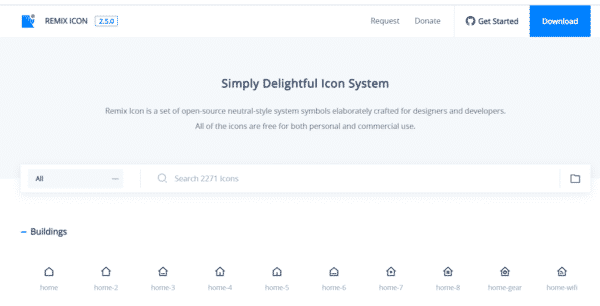 REMIX ICON 2.5.0 Request Donate Get Started Download
Simply Delightful Icon System
Remix Icon is a set of open-source neutral-style system symbols elaborately crafted for designers and developers.
All of the icons are free for both personal and commercial use.
All Search 2271 Icons
Buildings
home home-2 home-3 home-4 home-5 home-6 home-7 home-8 home-gear home-wifi